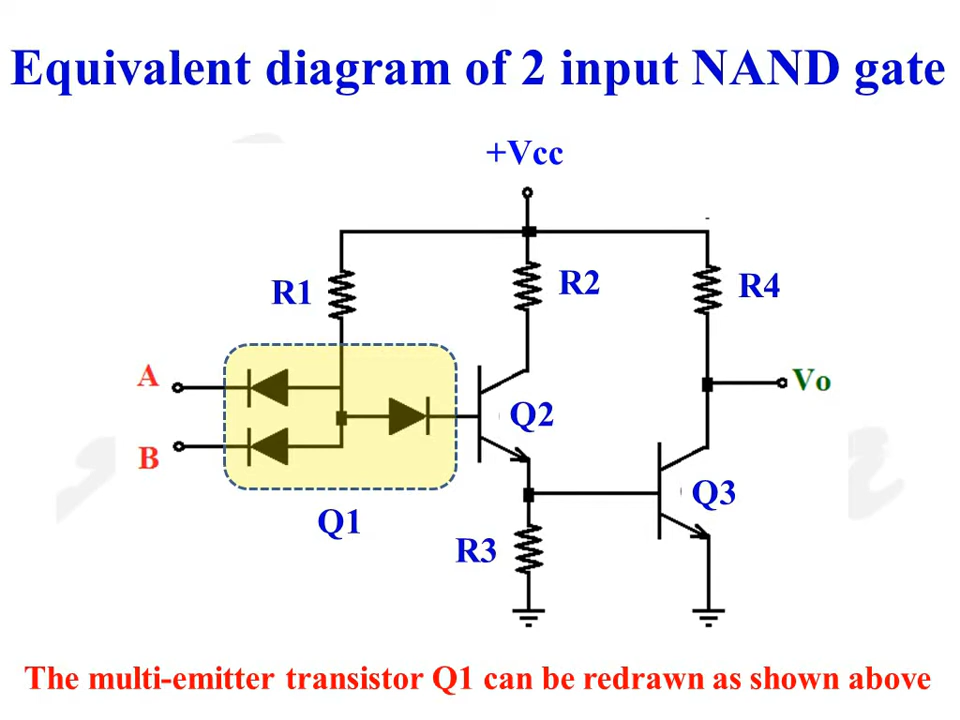 Equivalent diagram of 2 input NAND gate
+Vcc
R1
R2
R4
A
Vo
Q2
B
Q3
Q1
R3
The multi-emitter transistor Q1 can be redrawn as shown above